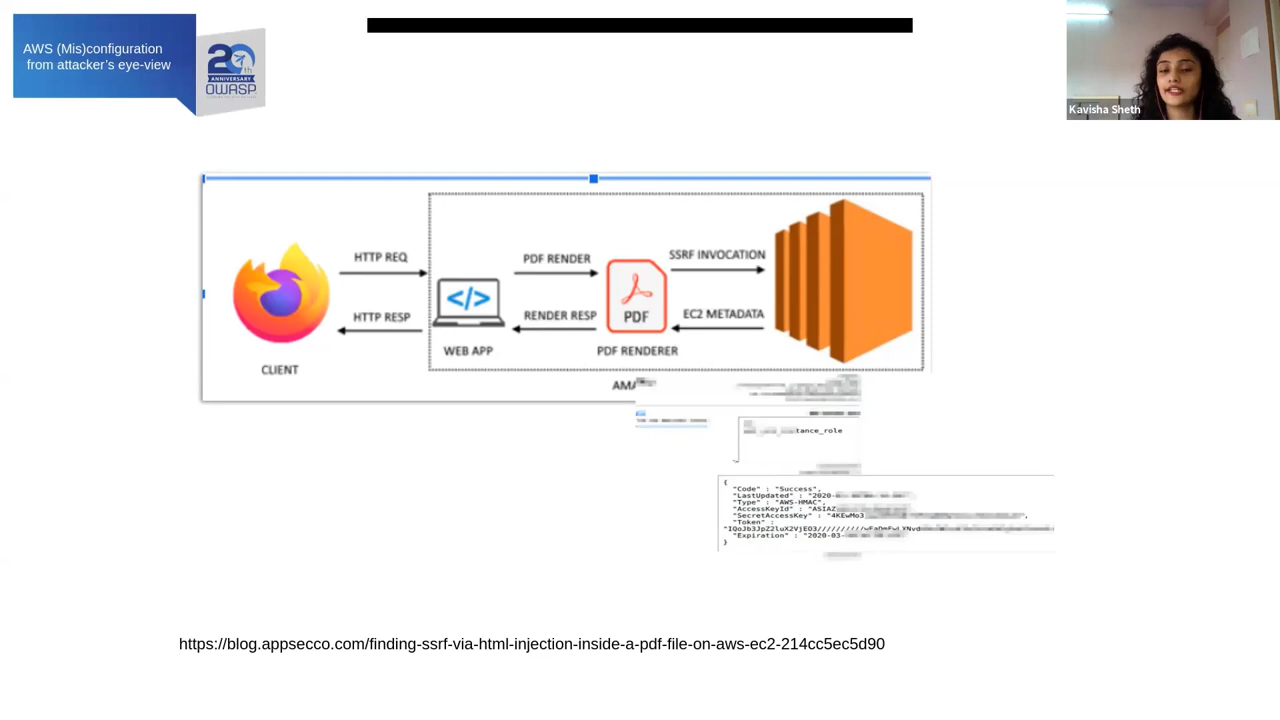 AWS (Mis)configuration
from attacker's eye-view
20th
ANNIVERSARY
OWASP
Kavisha Sheth
HTTP REQ
PDF RENDER
SSRF INVOCATION
</>
PDF
HTTP RESP
RENDER RESP
EC2 METADATA
WEB APP
PDF RENDERER
CLIENT
AMA
tance_role
{
"Code" : "Success",
"LastUpdated" : "2020-
"Type" : "AWS-HMAC",
"AccessKeyId" : "ASIAZ
"SecretAccessKey" : "4KEwMo3
"Token" :
"Expiration" : "2020-03-
}
https://blog.appsecco.com/finding-ssrf-via-html-injection-inside-a-pdf-file-on-aws-ec2-214cc5ec5d90